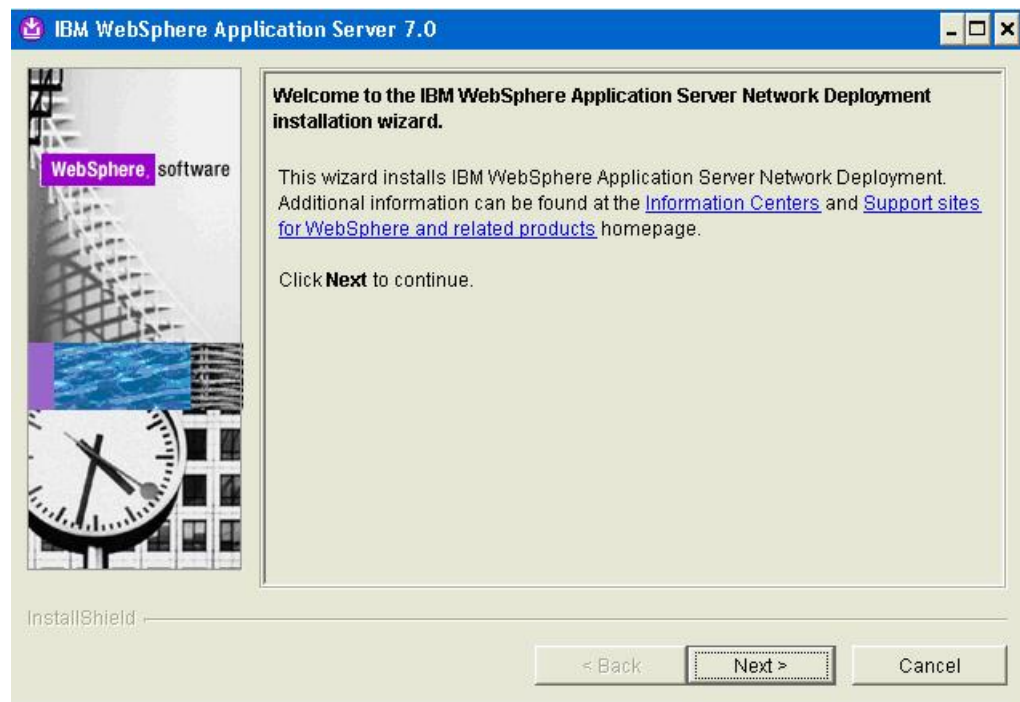 IBM WebSphere Application Server 7.0
WebSphere. software
Welcome to the IBM WebSphere Application Server Network Deployment
installation wizard.
This wizard installs IBM WebSphere Application Server Network Deployment.
Additional information can be found at the Information Centers and Support sites
for WebSphere and related products homepage.
Click Next to continue.
InstallShield
< Back
Next >
Cancel